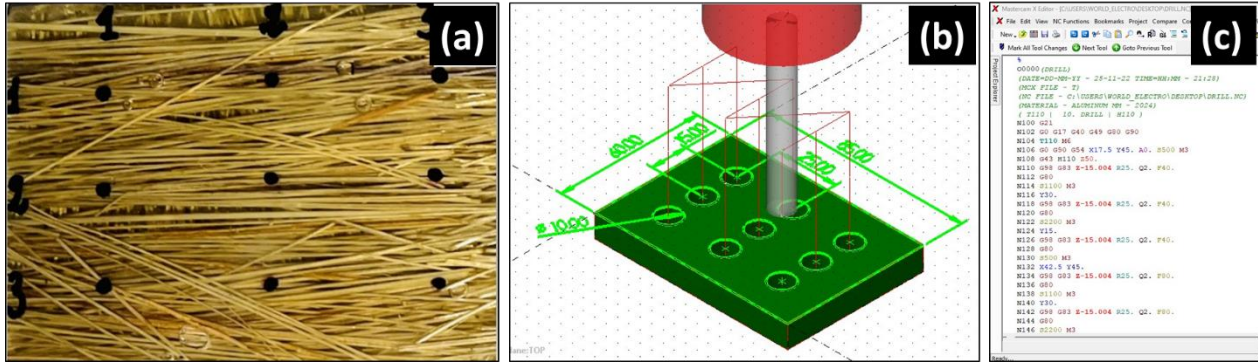 (a)
1
2
3
2
3
(b)
60.00
15.00
25.00
85.00
ø 10.00
ane:TOP
(c)
Mastercam X Editor - [C:\USERS\WORLD_ELECTRO\DESKTOP\DRILL.NC]
File Edit View NC Functions Bookmarks Project Compare
New
Mark All Tool Changes Next Tool Goto Previous Tool
Project Explorer
%
O0000(DRILL)
(DATE=DD-MM-YY - 28-11-22 TIME=HH:MM - 21:28)
(MCX FILE - T)
(NC FILE - C:\USERS\WORLD_ELECTRO\DESKTOP\DRILL.NC)
(MATERIAL - ALUMINUM MM - 2024)
( T110 | 10. DRILL | H110 )
N100 G21
N102 G0 G17 G40 G49 G80 G90
N104 T110 M6
N106 G0 G90 G54 X17.5 Y45. A0. S500 M3
N108 G43 H110 Z50.
N110 G98 G83 Z-15.004 R25. Q2. F40.
N112 G80
N114 S1100 M3
N116 Y30.
N118 G98 G83 Z-15.004 R25. Q2. F40.
N120 G80
N122 S2200 M3
N124 Y15.
N126 G98 G83 Z-15.004 R25. Q2. F40.
N128 G80
N130 S500 M3
N132 X42.5 Y45.
N134 G98 G83 Z-15.004 R25. Q2. F80.
N136 G80
N138 S1100 M3
N140 Y30.
N142 G98 G83 Z-15.004 R25. Q2. F80.
N144 G80
N146 S2200 M3
Ready...